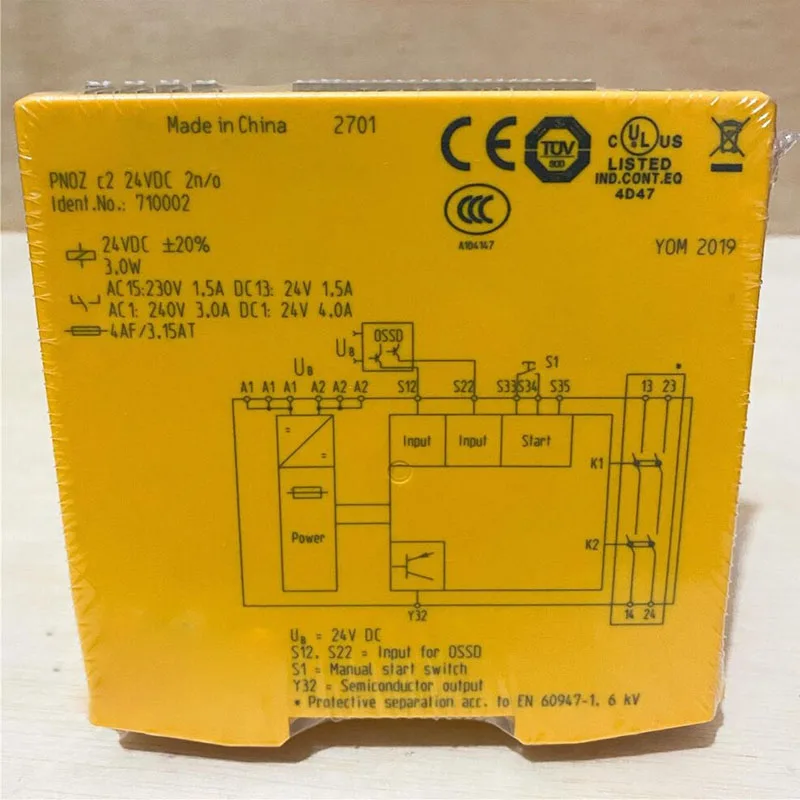 Made in China 2701
CE
TÜV
SÜD
C UL US
LISTED
IND.CONT.EQ
4D47
CCC
A1D4147
PNOZ c2 24VDC 2n/o
Ident.No.: 710002
YOM 2019
24VDC ±20%
3.0W
AC15:230V 1,5A DC13: 24V 1,5A
AC1: 240V 3.0A DC1: 24V 4.0A
4AF/3.15AT
OSSD
UB
S1
*
UB
A1 A1 A1 A2 A2 A2 S12 S22 S33 S34 S35 13 23
= Input Input Start
=
K1
Power
K2
Y32 14 24
UB = 24V DC
S12, S22 = Input for OSSD
S1 = Manual start switch
Y32 = Semiconductor output
* Protective separation acc. to EN 60947-1, 6 kV